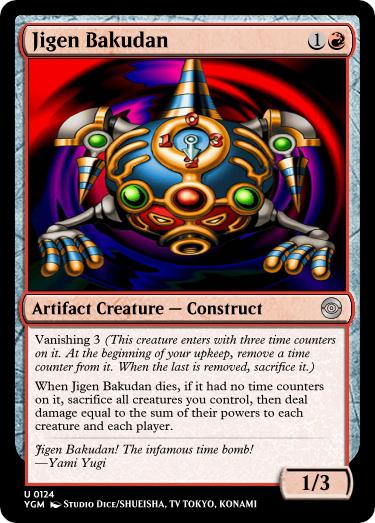 Jigen Bakudan 1
0
1 3
2
Artifact Creature — Construct
Vanishing 3 (This creature enters with three time counters
on it. At the beginning of your upkeep, remove a time
counter from it. When the last is removed, sacrifice it.)
When Jigen Bakudan dies, if it had no time counters
on it, sacrifice all creatures you control, then deal
damage equal to the sum of their powers to each
creature and each player.
Jigen Bakudan! The infamous time bomb!
—Yami Yugi
1/3
U 0124
YGM Studio Dice/SHUEISHA, TV TOKYO, KONAMI